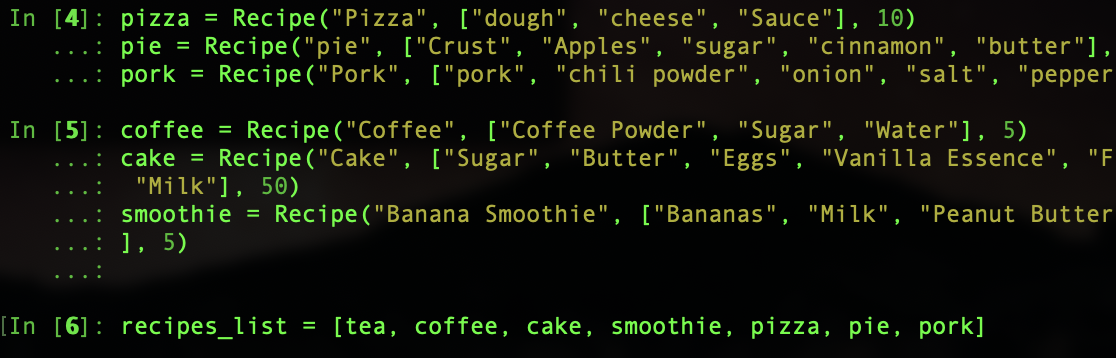 In [4]: pizza = Recipe("Pizza", ["dough", "cheese", "Sauce"], 10)
   ...: pie = Recipe("pie", ["Crust", "Apples", "sugar", "cinnamon", "butter"],
   ...: pork = Recipe("Pork", ["pork", "chili powder", "onion", "salt", "pepper
In [5]: coffee = Recipe("Coffee", ["Coffee Powder", "Sugar", "Water"], 5)
   ...: cake = Recipe("Cake", ["Sugar", "Butter", "Eggs", "Vanilla Essence", "F
   ...:  "Milk"], 50)
   ...: smoothie = Recipe("Banana Smoothie", ["Bananas", "Milk", "Peanut Butter
   ...: ], 5)
   ...:
[In [6]: recipes_list = [tea, coffee, cake, smoothie, pizza, pie, pork]